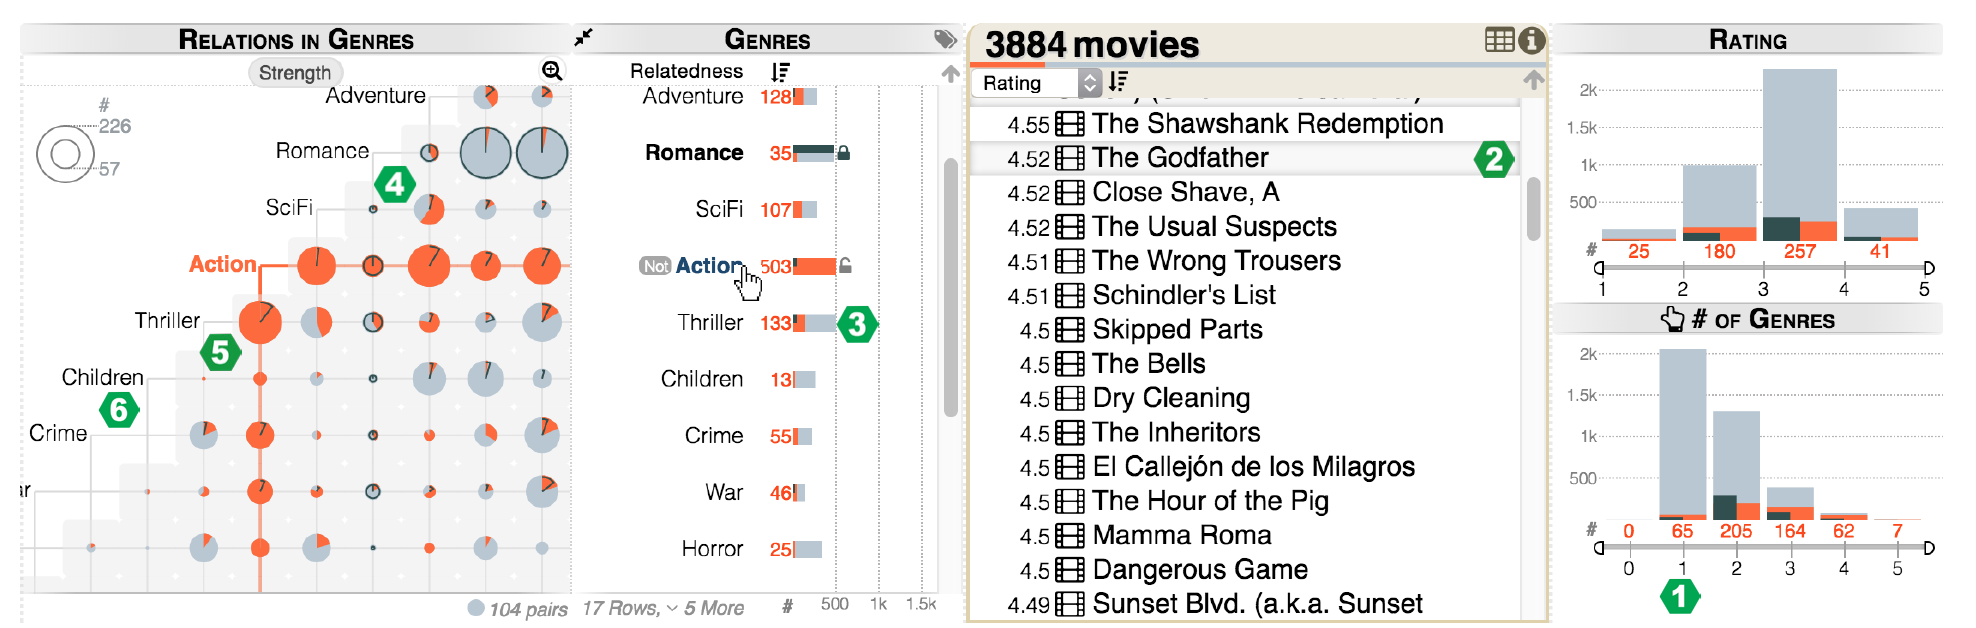 RELATIONS IN GENRES
Strength
#
226
57
Adventure
Romance
4
SciFi
Action
Thriller
5
Children
6
Crime
ar
104 pairs
GENRES
Relatedness
Adventure 128
Romance 35
SciFi 107
Not Action 503
Thriller 133 3
Children 13
Crime 55
War 46
Horror 25
17 Rows, 5 More # 500 1k 1.5k
3884 movies
Rating
4.55 The Shawshank Redemption
4.52 The Godfather 2
4.52 Close Shave, A
4.52 The Usual Suspects
4.51 The Wrong Trousers
4.51 Schindler's List
4.5 Skipped Parts
4.5 The Bells
4.5 Dry Cleaning
4.5 The Inheritors
4.5 El Callejón de los Milagros
4.5 The Hour of the Pig
4.5 Mamma Roma
4.5 Dangerous Game
4.49 Sunset Blvd. (a.k.a. Sunset
RATING
2k
1.5k
1k
500
# 25 180 257 41
1 2 3 4 5
# OF GENRES
2k
1.5k
1k
500
# 0 65 205 164 62 7
0 1 2 3 4 5
1